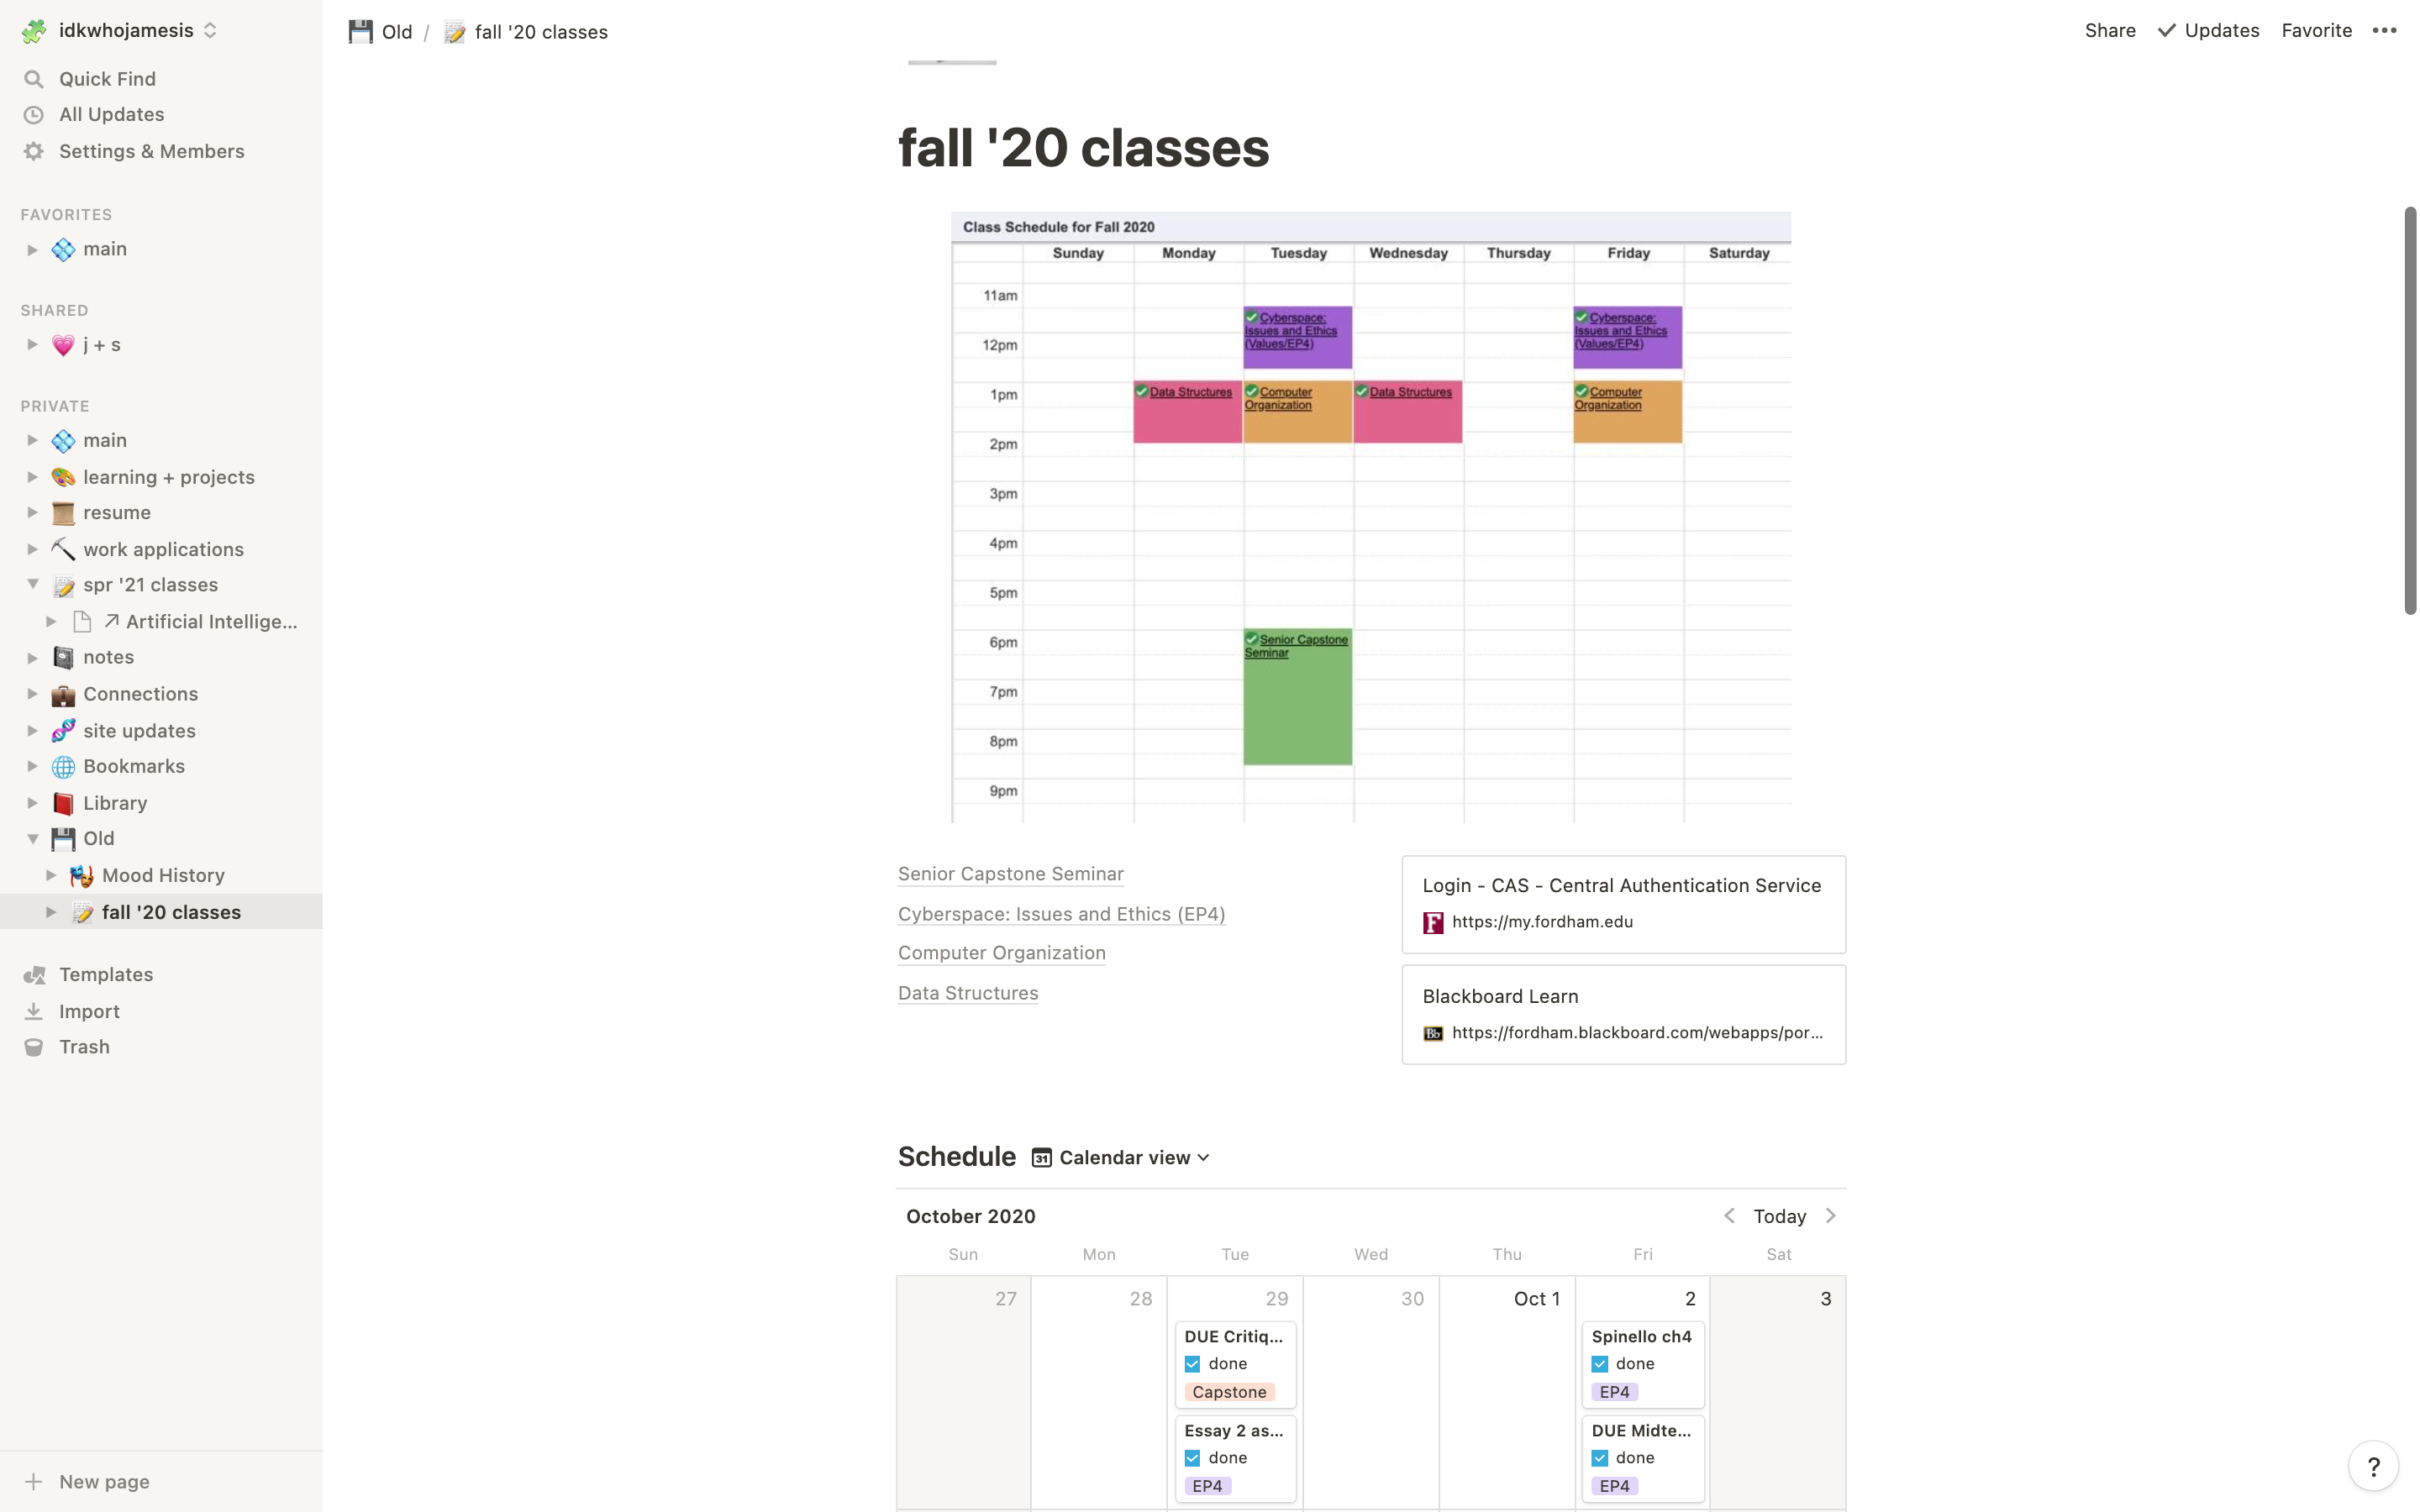 idkwhojamesis
Quick Find
All Updates
Settings & Members
FAVORITES
main
SHARED
j + s
PRIVATE
main
learning + projects
resume
work applications
spr '21 classes
Artificial Intellige...
notes
Connections
site updates
Bookmarks
Library
Old
Mood History
fall '20 classes
Templates
Import
Trash
New page
Old / fall '20 classes
Share Updates Favorite
fall '20 classes
Class Schedule for Fall 2020
Sunday Monday Tuesday Wednesday Thursday Friday Saturday
11am
Cyberspace: Cyberspace:
Issues and Ethics Issues and Ethics
12pm (Values/EP4) (Values/EP4)
1pm Data Structures Computer Data Structures Computer
Organization Organization
2pm
3pm
4pm
5pm
6pm Senior Capstone
Seminar
7pm
8pm
9pm
Senior Capstone Seminar
Cyberspace: Issues and Ethics (EP4)
Computer Organization
Data Structures
Login - CAS - Central Authentication Service
F https://my.fordham.edu
Blackboard Learn
Bb https://fordham.blackboard.com/webapps/por...
Schedule 31 Calendar view
October 2020 Today
Sun Mon Tue Wed Thu Fri Sat
27 28 29 30 Oct 1 2 3
DUE Critiq... Spinello ch4
done done
Capstone EP4
Essay 2 as... DUE Midte...
done done
EP4 EP4
?